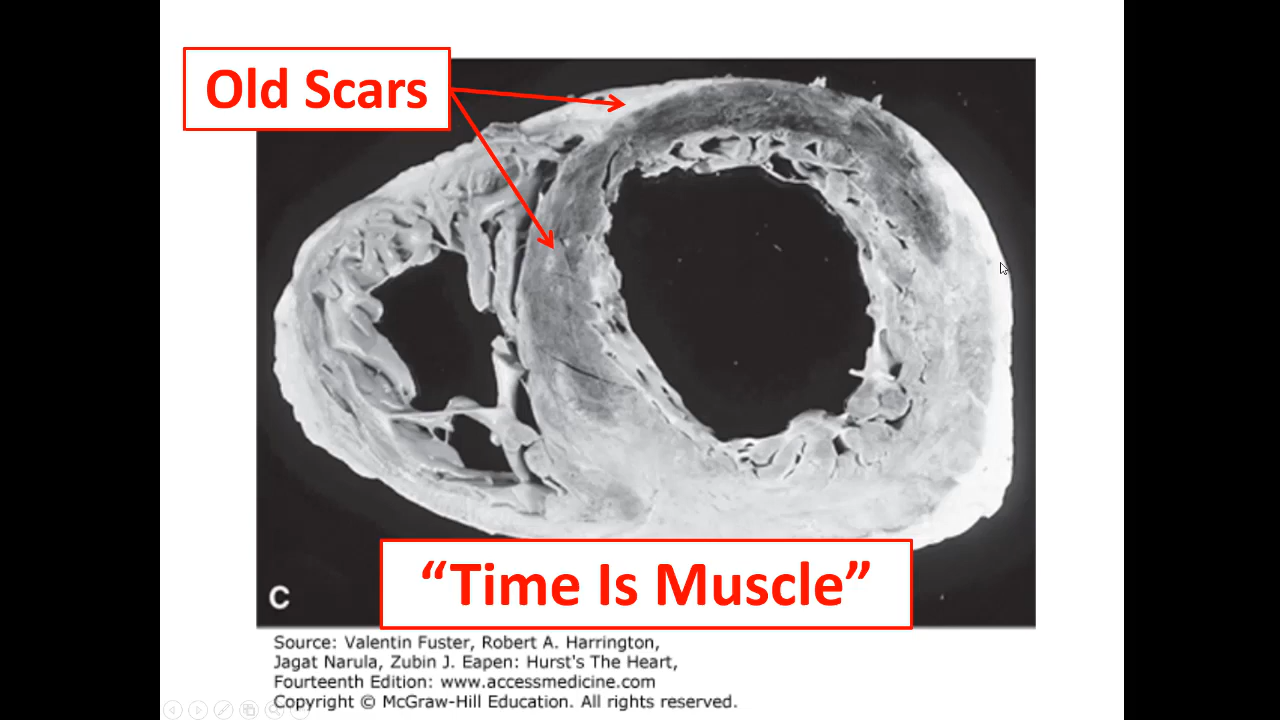 Old Scars
“Time Is Muscle”
C
Source: Valentin Fuster, Robert A. Harrington,
Jagat Narula, Zubin J. Eapen: Hurst's The Heart,
Fourteenth Edition: www.accessmedicine.com
Copyright © McGraw-Hill Education. All rights reserved.